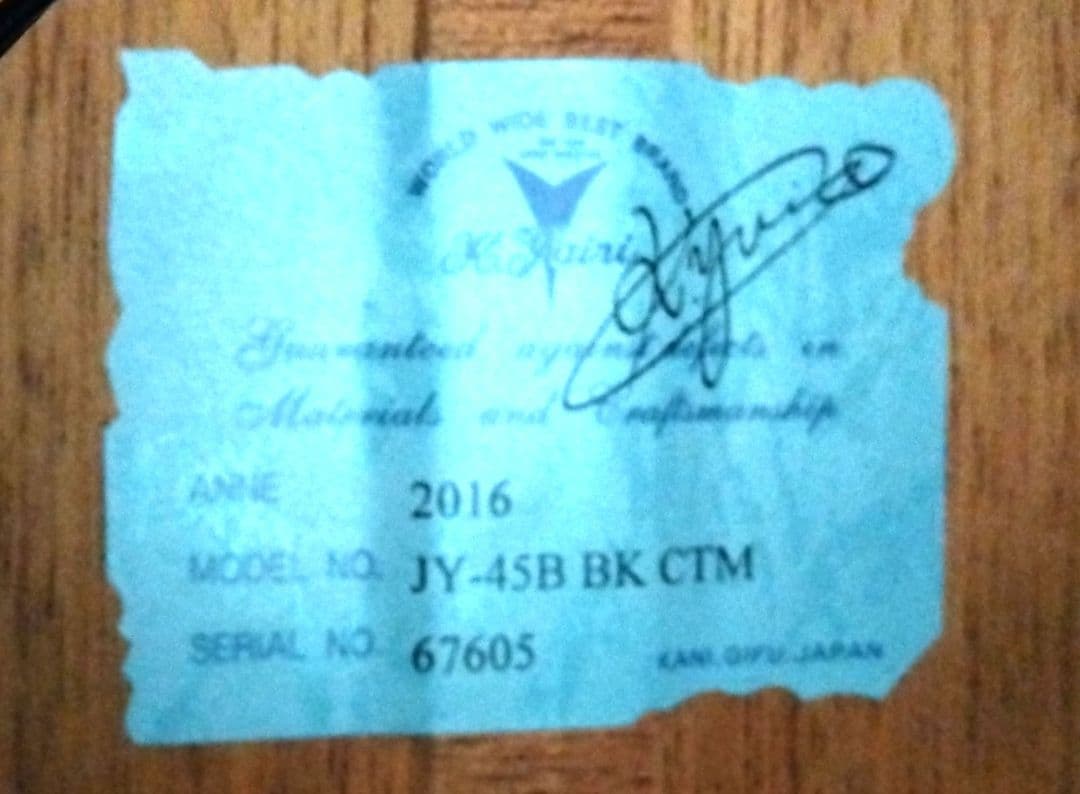 WORLD WIDE BEST BRAND
K.Yairi
K.Yairi
Guaranteed against defects in
Materials and Craftsmanship
ANNE 2016
MODEL NO. JY-45B BK CTM
SERIAL NO. 67605
KANI.GIFU.JAPAN